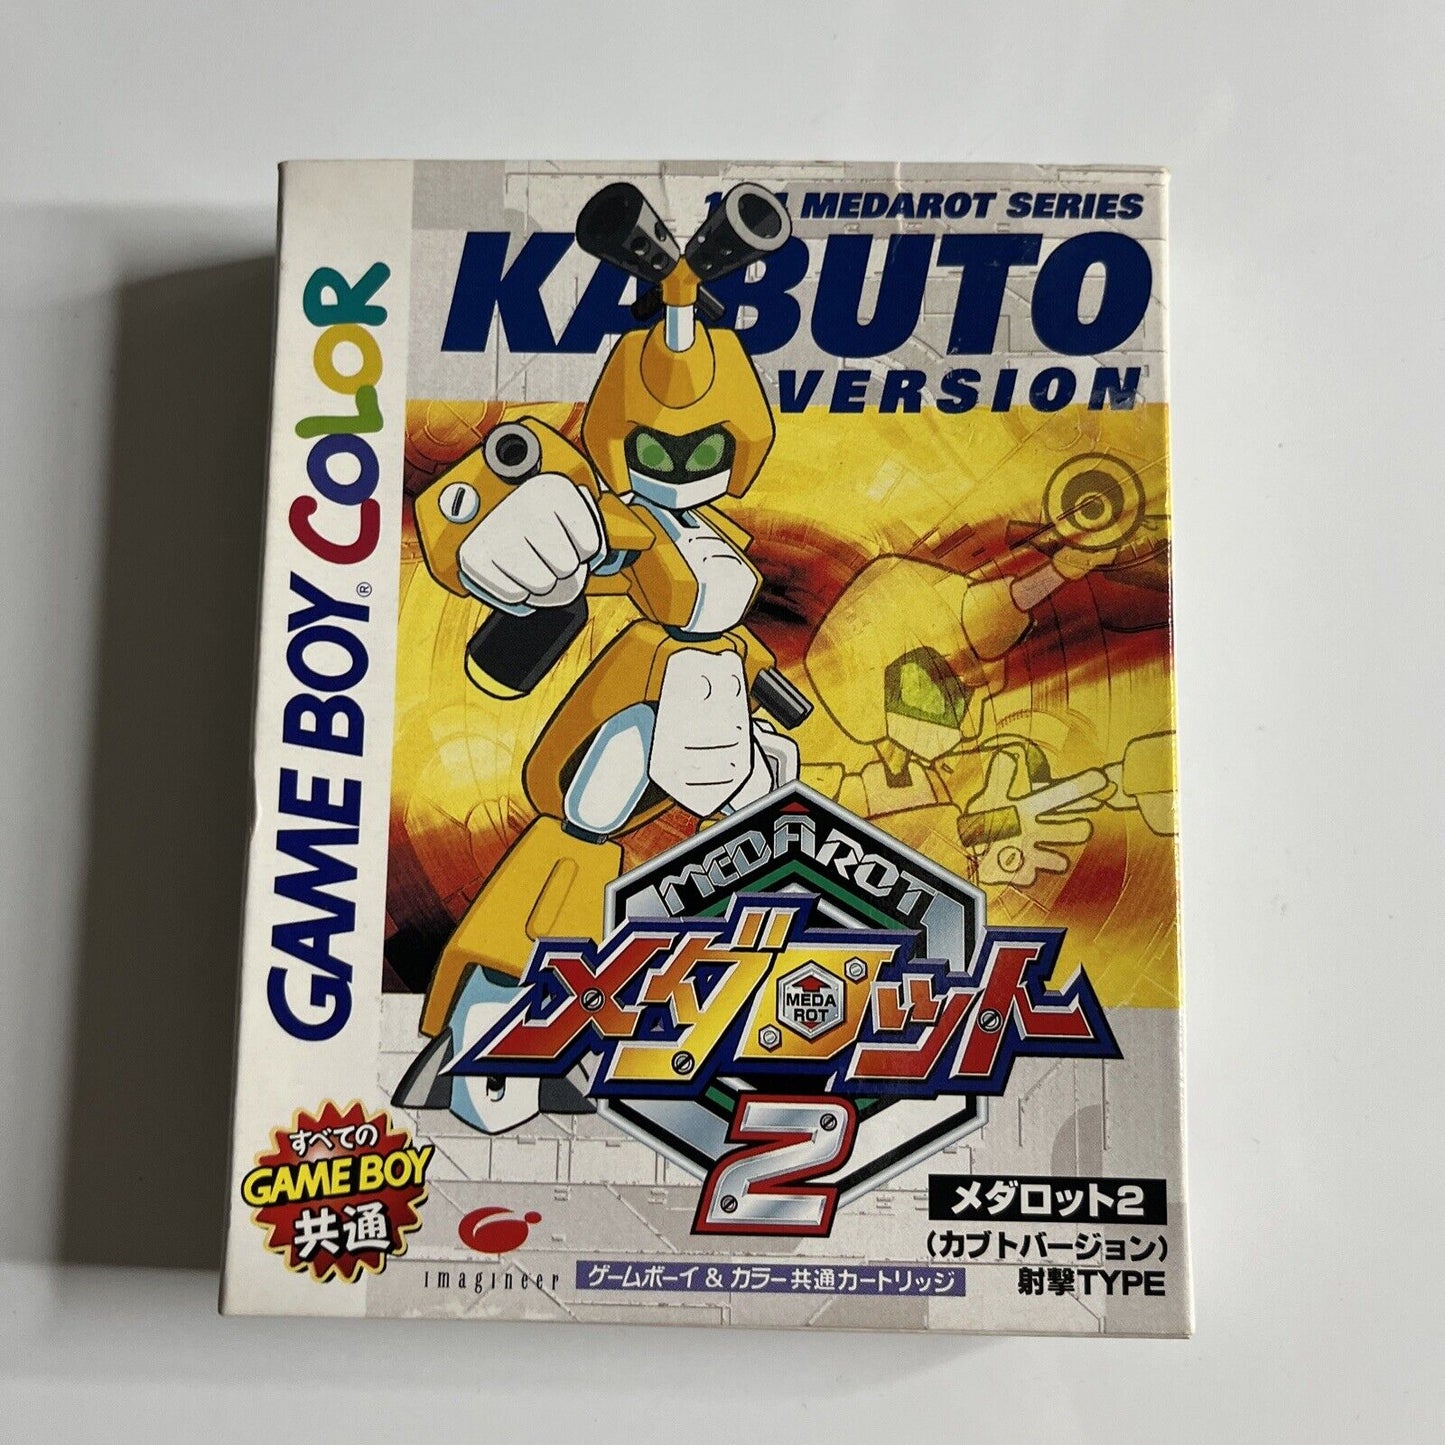 MEDAROT SERIES
KABUTO
VERSION
GAME BOY COLOR
®
MEDAROT
メダロット
MEDA
ROT
2
すべての
GAME BOY
共通
imagineer
ゲームボーイ & カラー共通カートリッジ
メダロット2
(カブトバージョン)
射撃TYPE